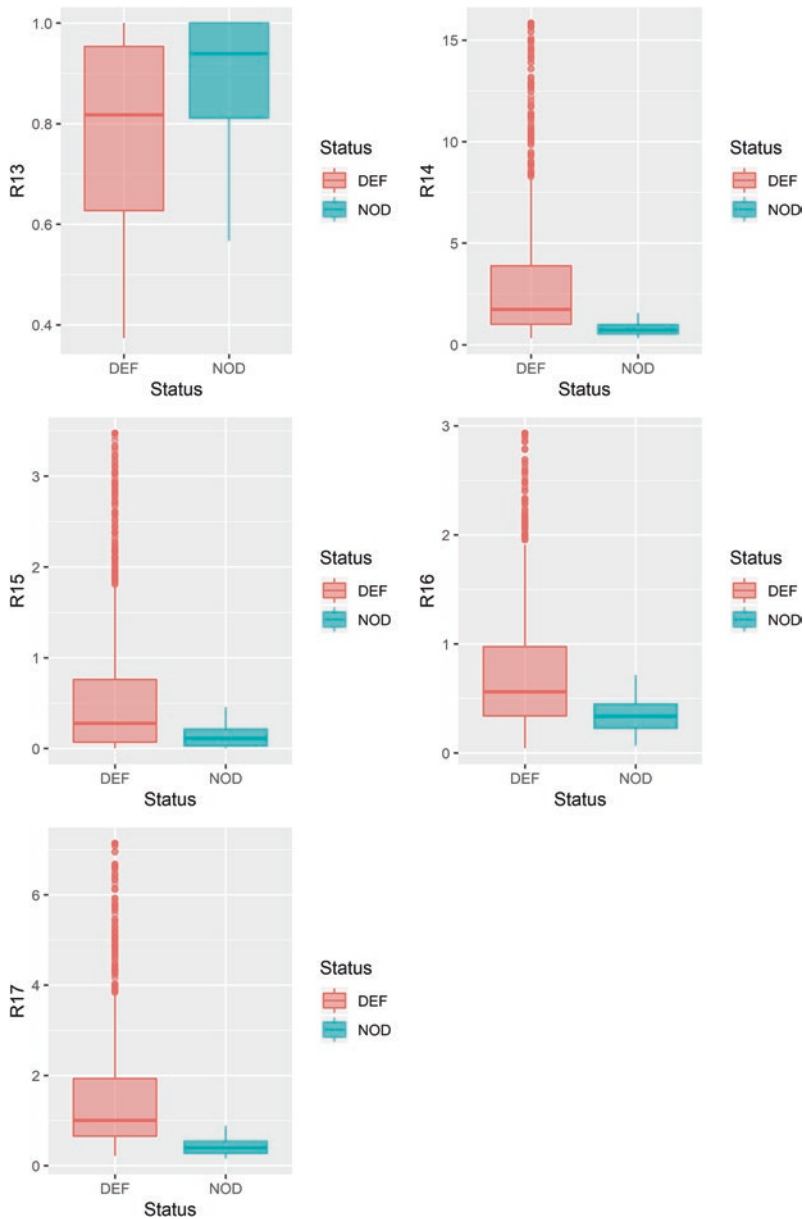 R13
1.0
0.8
0.6
0.4
DEF
NOD
Status
Status
DEF
NOD
R14
15
10
5
0
DEF
NOD
Status
Status
DEF
NOD
R15
3
2
1
0
DEF
NOD
Status
Status
DEF
NOD
R16
3
2
1
0
DEF
NOD
Status
Status
DEF
NOD
R17
6
4
2
0
DEF
NOD
Status
Status
DEF
NOD